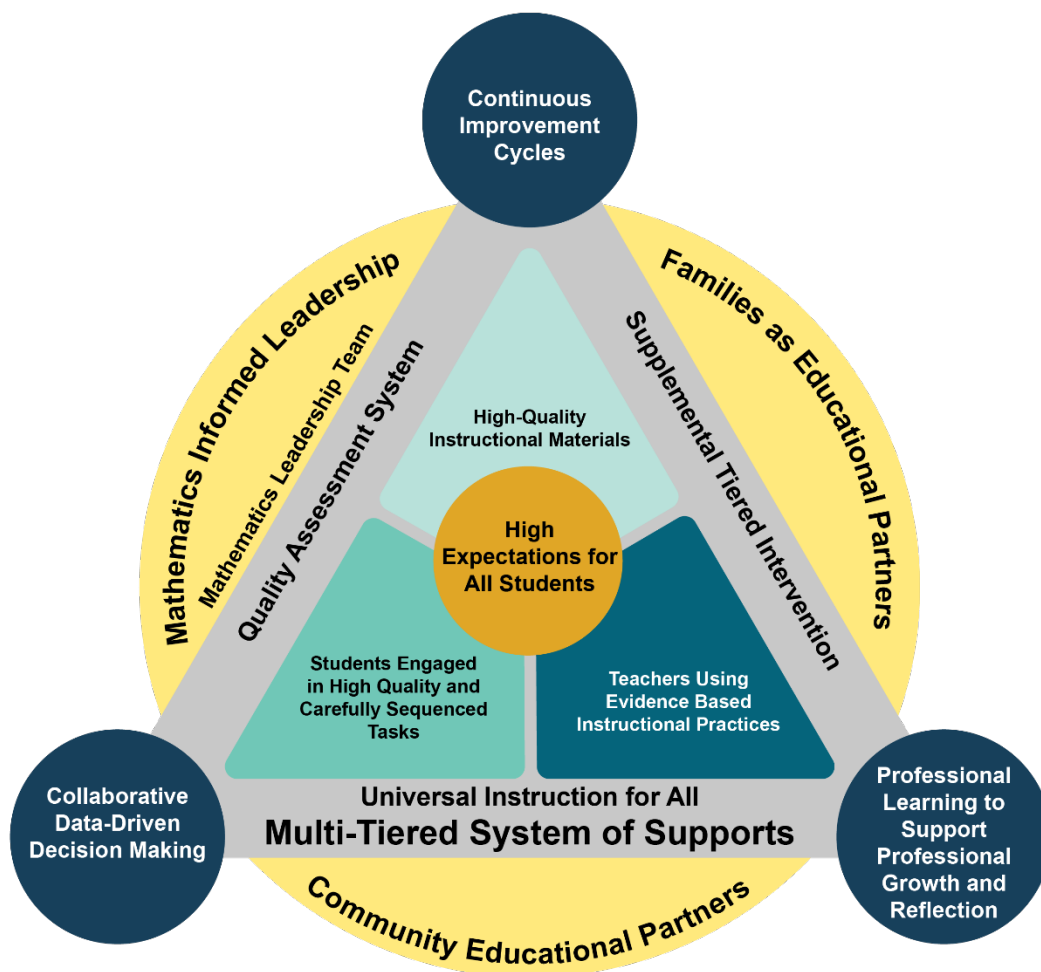 Continuous
Improvement
Cycles
Mathematics Informed Leadership
Mathematics Leadership Team
Quality Assessment System
Families as Educational Partners
Supplemental Tiered Intervention
High-Quality
Instructional Materials
High
Expectations for
All Students
Students Engaged
in High Quality and
Carefully Sequenced
Tasks
Teachers Using
Evidence Based
Instructional Practices
Collaborative
Data-Driven
Decision Making
Universal Instruction for All
Multi-Tiered System of Supports
Professional
Learning to
Support
Professional
Growth and
Reflection
Community Educational Partners